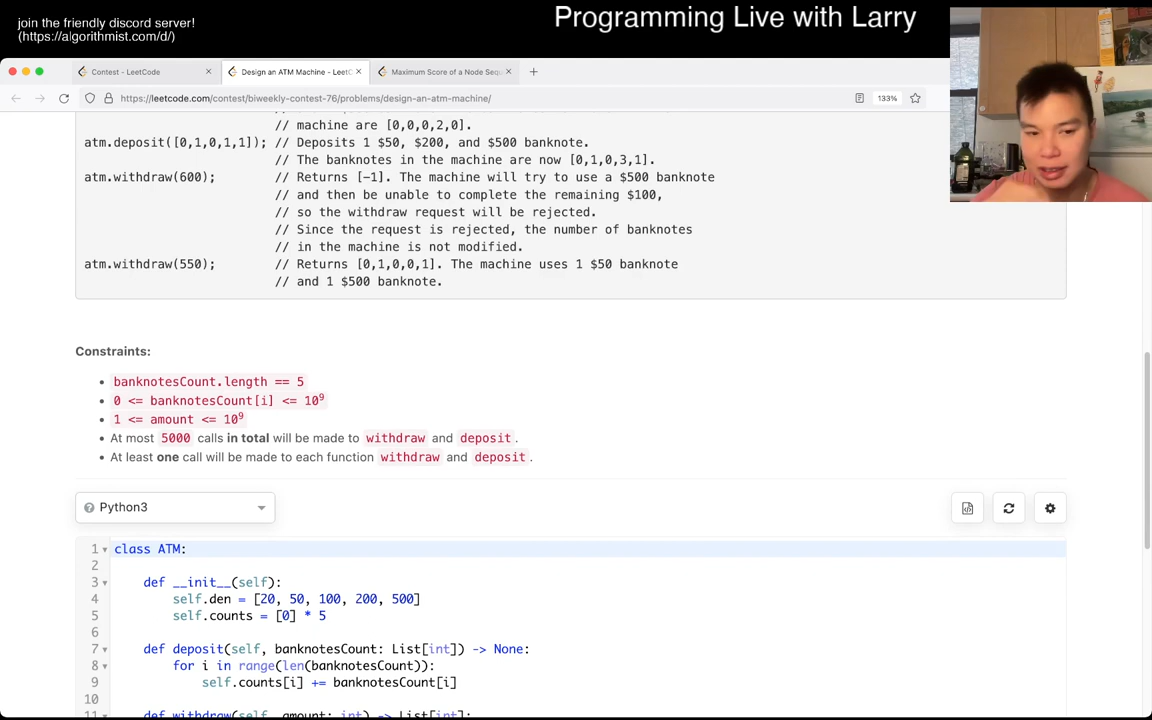 join the friendly discord server!
(https://algorithmist.com/d/)
Programming Live with Larry
Contest - LeetCode
Design an ATM Machine - LeetC
Maximum Score of a Node Sequ
https://leetcode.com/contest/biweekly-contest-76/problems/design-an-atm-machine/
133%
// machine are [0,0,0,2,0].
atm.deposit([0,1,0,1,1]); // Deposits 1 $50, $200, and $500 banknote.
// The banknotes in the machine are now [0,1,0,3,1].
atm.withdraw(600); // Returns [-1]. The machine will try to use a $500 banknote
// and then be unable to complete the remaining $100,
// so the withdraw request will be rejected.
// Since the request is rejected, the number of banknotes
// in the machine is not modified.
atm.withdraw(550); // Returns [0,1,0,0,1]. The machine uses 1 $50 banknote
// and 1 $500 banknote.
Constraints:
• banknotesCount.length == 5
• 0 <= banknotesCount[i] <= 10⁹
• 1 <= amount <= 10⁹
• At most 5000 calls in total will be made to withdraw and deposit.
• At least one call will be made to each function withdraw and deposit.
Python3
1 class ATM:
2
3 def __init__(self):
4 self.den = [20, 50, 100, 200, 500]
5 self.counts = [0] * 5
6
7 def deposit(self, banknotesCount: List[int]) -> None:
8 for i in range(len(banknotesCount)):
9 self.counts[i] += banknotesCount[i]
10
11 def withdraw(self, amount: int) -> List[int]: